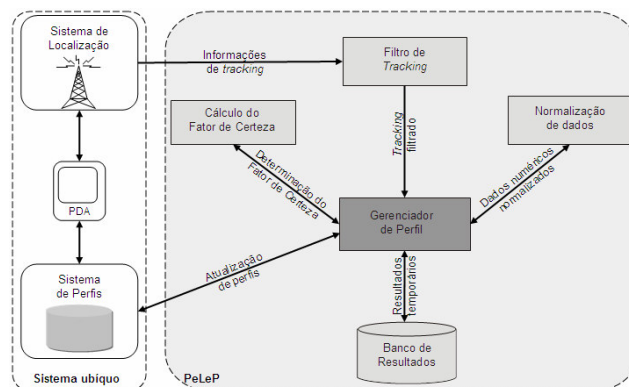 Sistema de
Localização
PDA
Sistema
de Perfis
Sistema ubíquo
Informações
de tracking
Filtro de
Tracking
Cálculo do
Fator de Certeza
Normalização
de dados
Tracking
filtrado
Determinação do
Fator de Certeza
Dados numéricos
normalizados
Gerenciador
de Perfil
Atualização
de perfis
Resultados
temporários
Banco de
Resultados
PeLeP